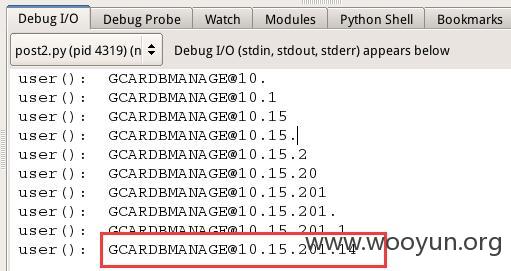 Debug I/O Debug Probe Watch Modules Python Shell Bookmarks
post2.py (pid 4319) (n Debug I/O (stdin, stdout, stderr) appears below
user(): GCARDBMANAGE@10.
user(): GCARDBMANAGE@10.1
user(): GCARDBMANAGE@10.15
user(): GCARDBMANAGE@10.15.
user(): GCARDBMANAGE@10.15.2
user(): GCARDBMANAGE@10.15.20
user(): GCARDBMANAGE@10.15.201
user(): GCARDBMANAGE@10.15.201.
user(): GCARDBMANAGE@10.15.201.1
user(): GCARDBMANAGE@10.15.201.14
www.wooyun.org